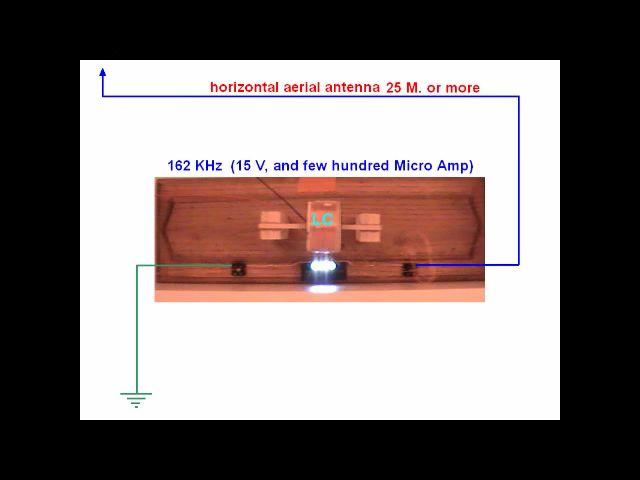 horizontal aerial antenna 25 M. or more
162 KHz (15 V, and few hundred Micro Amp)
LC